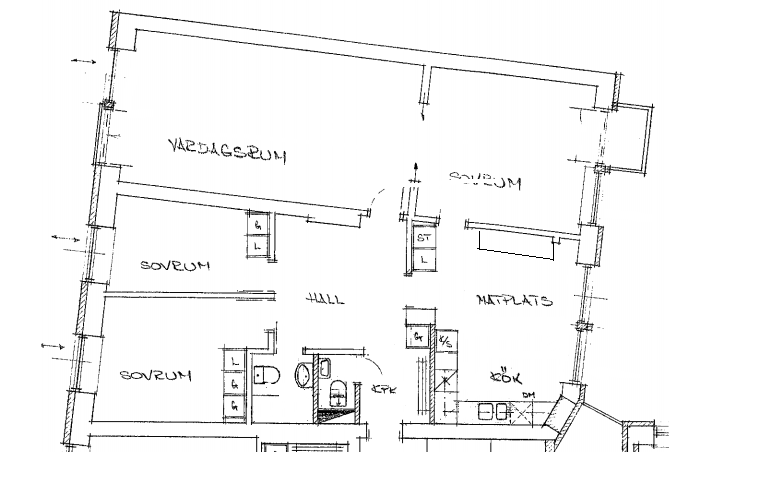 VARDAGSRUM
SOVRUM
G
L
ST
L
SOVRUM
HALL
MATPLATS
G
K/S
L
G
G
SOVRUM
KPK
KÖK
DM